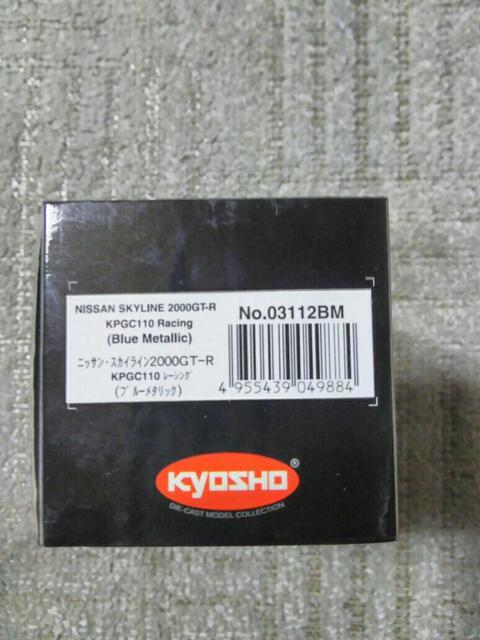 NISSAN SKYLINE 2000GT-R
KPGC110 Racing
(Blue Metallic)
ニッサン・スカイライン2000GT-R
KPGC110 レーシング
(ブルーメタリック)
No.03112BM
4 955439 049884
KYOSHO®
DIE-CAST MODEL COLLECTION